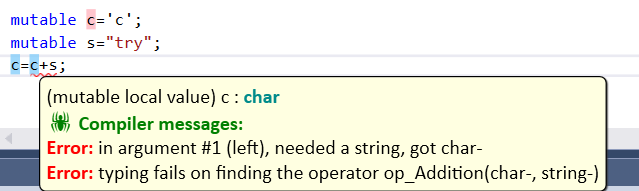 mutable c='c';
mutable s="try";
c=c+s;
(mutable local value) c : char
Compiler messages:
Error: in argument #1 (left), needed a string, got char-
Error: typing fails on finding the operator op_Addition(char-, string-)